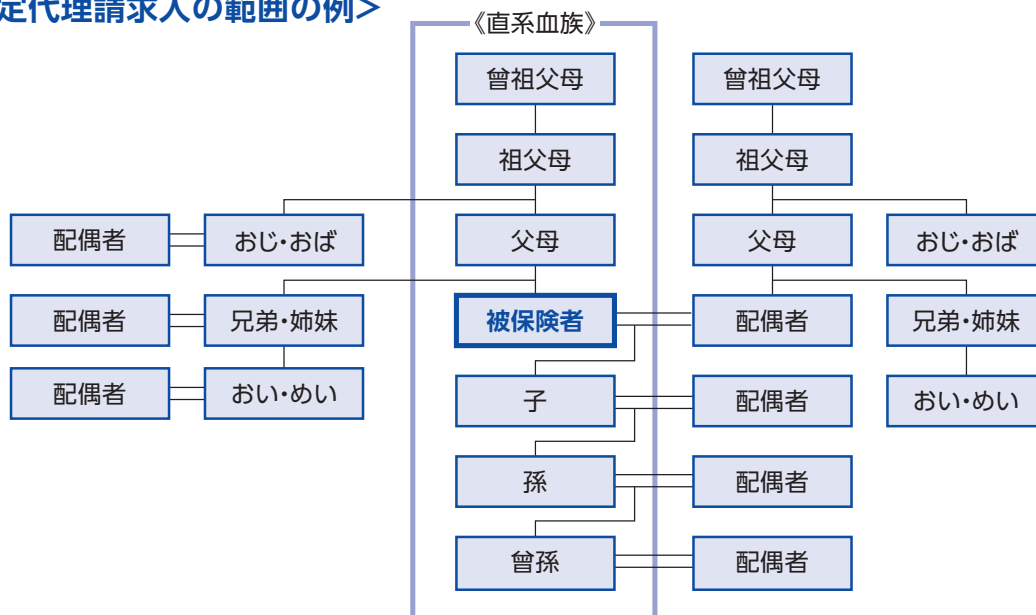 定代理請求人の範囲の例>
《直系血族》
曾祖父母 曾祖父母
祖父母 祖父母
配偶者 おじ・おば 父母 父母 おじ・おば
配偶者 兄弟・姉妹 被保険者 配偶者 兄弟・姉妹
配偶者 おい・めい 子 配偶者 おい・めい
孫 配偶者
曾孫 配偶者